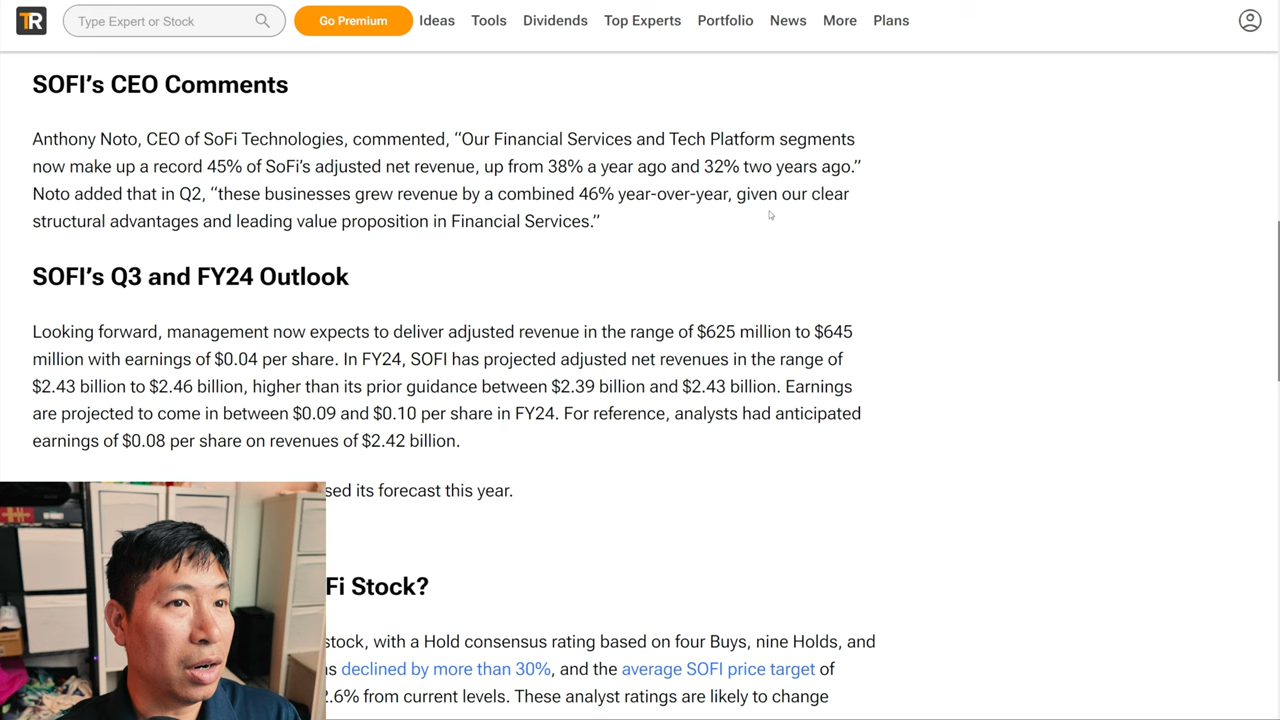 TR
Type Expert or Stock
Go Premium
Ideas
Tools
Dividends
Top Experts
Portfolio
News
More
Plans
SOFI’s CEO Comments
Anthony Noto, CEO of SoFi Technologies, commented, “Our Financial Services and Tech Platform segments
now make up a record 45% of SoFi’s adjusted net revenue, up from 38% a year ago and 32% two years ago.”
Noto added that in Q2, “these businesses grew revenue by a combined 46% year-over-year, given our clear
structural advantages and leading value proposition in Financial Services.”
SOFI’s Q3 and FY24 Outlook
Looking forward, management now expects to deliver adjusted revenue in the range of $625 million to $645
million with earnings of $0.04 per share. In FY24, SOFI has projected adjusted net revenues in the range of
$2.43 billion to $2.46 billion, higher than its prior guidance between $2.39 billion and $2.43 billion. Earnings
are projected to come in between $0.09 and $0.10 per share in FY24. For reference, analysts had anticipated
earnings of $0.08 per share on revenues of $2.42 billion.
sed its forecast this year.
Fi Stock?
stock, with a Hold consensus rating based on four Buys, nine Holds, and
s declined by more than 30%, and the average SOFI price target of
.6% from current levels. These analyst ratings are likely to change